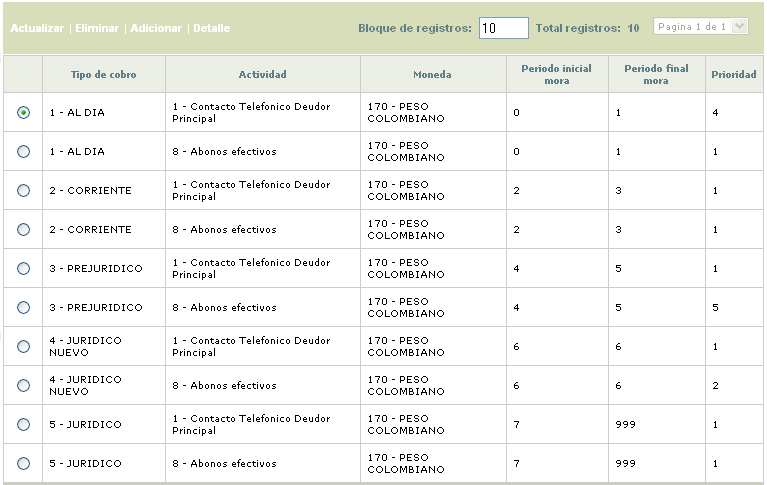 Actualizar | Eliminar | Adicionar | Detalle Bloque de registros: 10 Total registros: 10 Pagina 1 de 1
Tipo de cobro Actividad Moneda Periodo inicial mora Periodo final mora Prioridad
1 - AL DIA 1 - Contacto Telefonico Deudor Principal 170 - PESO COLOMBIANO 0 1 4
1 - AL DIA 8 - Abonos efectivos 170 - PESO COLOMBIANO 0 1 1
2 - CORRIENTE 1 - Contacto Telefonico Deudor Principal 170 - PESO COLOMBIANO 2 3 1
2 - CORRIENTE 8 - Abonos efectivos 170 - PESO COLOMBIANO 2 3 1
3 - PREJURIDICO 1 - Contacto Telefonico Deudor Principal 170 - PESO COLOMBIANO 4 5 1
3 - PREJURIDICO 8 - Abonos efectivos 170 - PESO COLOMBIANO 4 5 5
4 - JURIDICO NUEVO 1 - Contacto Telefonico Deudor Principal 170 - PESO COLOMBIANO 6 6 1
4 - JURIDICO NUEVO 8 - Abonos efectivos 170 - PESO COLOMBIANO 6 6 2
5 - JURIDICO 1 - Contacto Telefonico Deudor Principal 170 - PESO COLOMBIANO 7 999 1
5 - JURIDICO 8 - Abonos efectivos 170 - PESO COLOMBIANO 7 999 1